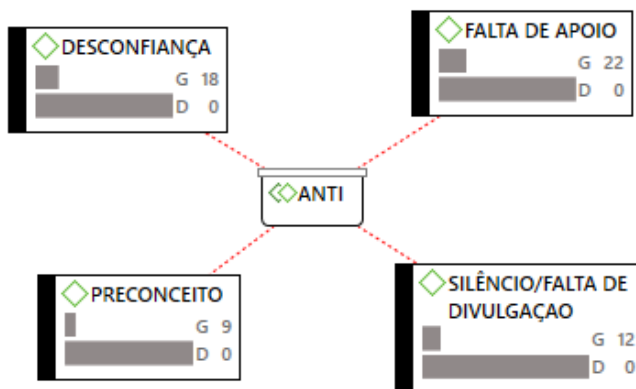 DESCONFIANÇA
G 18
D 0
FALTA DE APOIO
G 22
D 0
ANTI
PRECONCEITO
G 9
D 0
SILÊNCIO/FALTA DE
DIVULGAÇAO
G 12
D 0